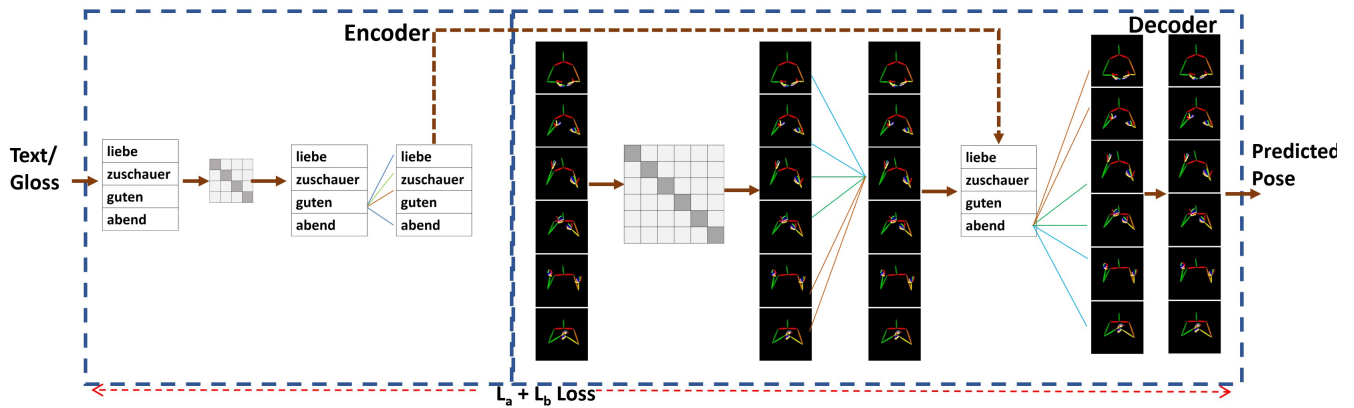 Encoder
Decoder
Text/
Gloss
liebe
zuschauer
guten
abend
liebe
zuschauer
guten
abend
liebe
zuschauer
guten
abend
liebe
zuschauer
guten
abend
Predicted
Pose
Lₐ + L_b Loss